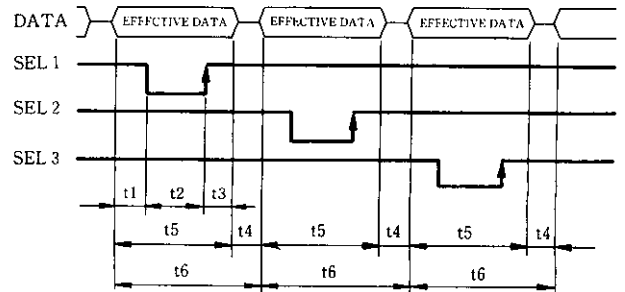 DATA EFFECTIVE DATA EFFECTIVE DATA EFFECTIVE DATA
SEL 1
SEL 2
SEL 3
t1 t2 t3
t5 t4 t5 t4 t5 t4
t6 t6 t6